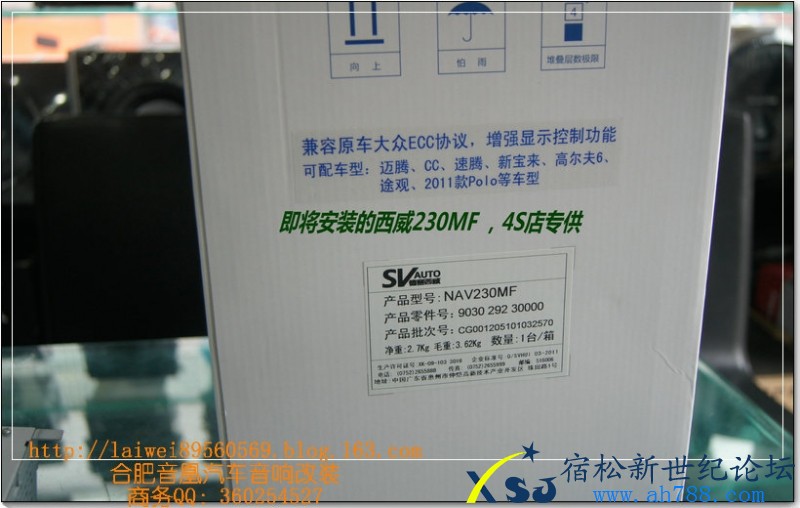 4
向上
怕雨
堆叠层数极限
兼容原车大众ECC协议，增强显示控制功能
可配车型：迈腾、CC、速腾、新宝来、高尔夫6、
途观、2011款Polo等车型
即将安装的西威230MF，4S店专供
SV AUTO
产品型号：NAV230MF
产品零件号：9030 292 30000
产品批次号：CG001205101032570
净重：2.7Kg 毛重：3.62Kg 数量：1台/箱
http://laiwei89560569.blog.163.com
合肥音凰汽车音响改装
商务QQ: 360254527
XSJ 宿松新世纪论坛
www.ah788.com